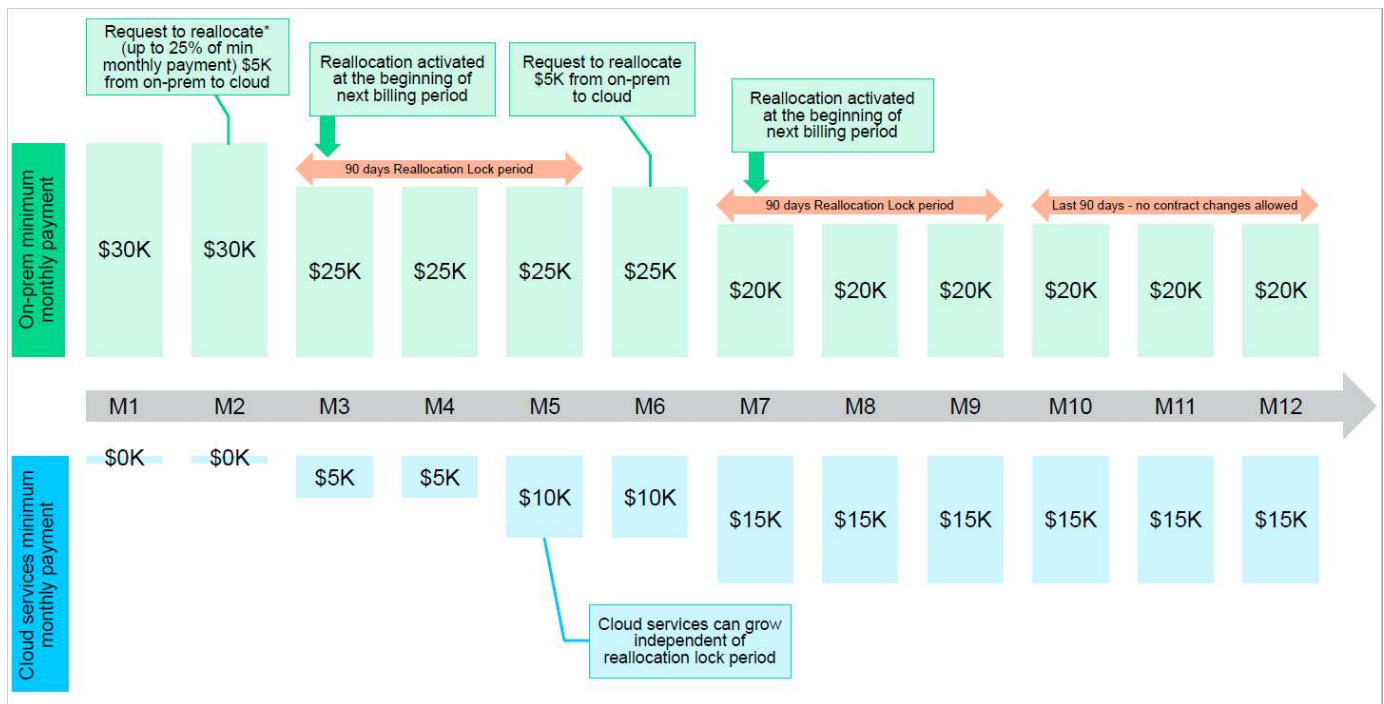 Request to reallocate*
(up to 25% of min
monthly payment) $5K
from on-prem to cloud
Reallocation activated
at the beginning of
next billing period
Request to reallocate
$5K from on-prem
to cloud
Reallocation activated
at the beginning of
next billing period
90 days Reallocation Lock period
90 days Reallocation Lock period
Last 90 days - no contract changes allowed
On-prem minimum
monthly payment
$30K
$30K
$25K
$25K
$25K
$25K
$20K
$20K
$20K
$20K
$20K
$20K
M1
M2
M3
M4
M5
M6
M7
M8
M9
M10
M11
M12
Cloud services minimum
monthly payment
$0K
$0K
$5K
$5K
$10K
$10K
$15K
$15K
$15K
$15K
$15K
$15K
Cloud services can grow
independent of
reallocation lock period